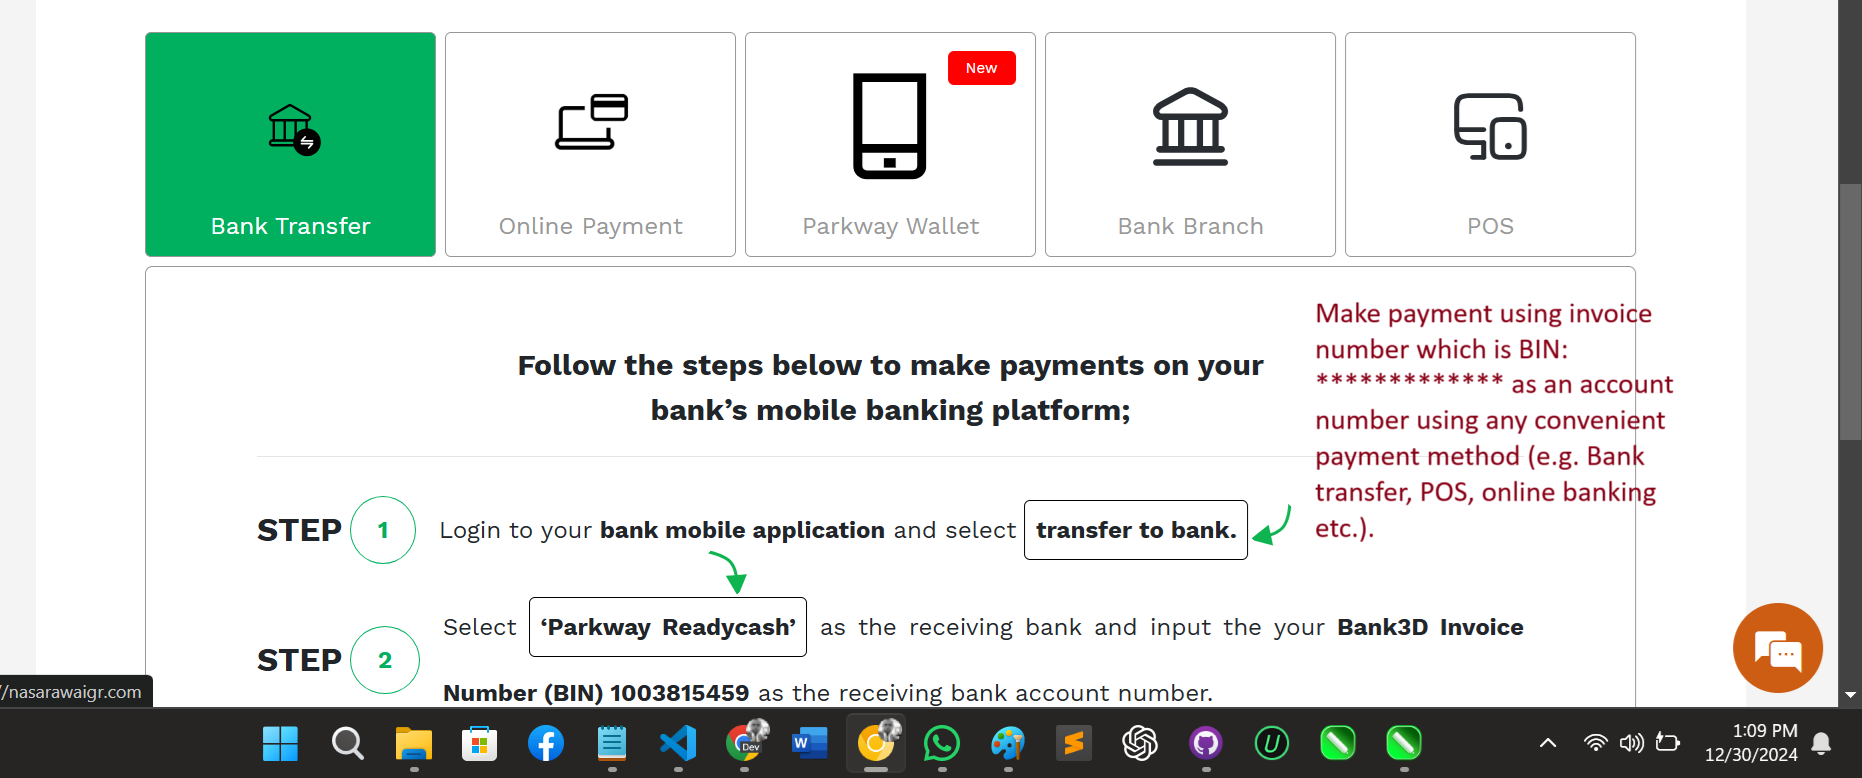 New
Bank Transfer
Online Payment
Parkway Wallet
Bank Branch
POS
Follow the steps below to make payments on your
bank’s mobile banking platform;
Make payment using invoice
number which is BIN:
************* as an account
number using any convenient
payment method (e.g. Bank
transfer, POS, online banking
etc.).
STEP 1 Login to your bank mobile application and select transfer to bank.
Select ‘Parkway Readycash’ as the receiving bank and input the your Bank3D Invoice
STEP 2
Number (BIN) 1003815459 as the receiving bank account number.
//nasarawaigr.com
Dev
W
U
1:09 PM
12/30/2024